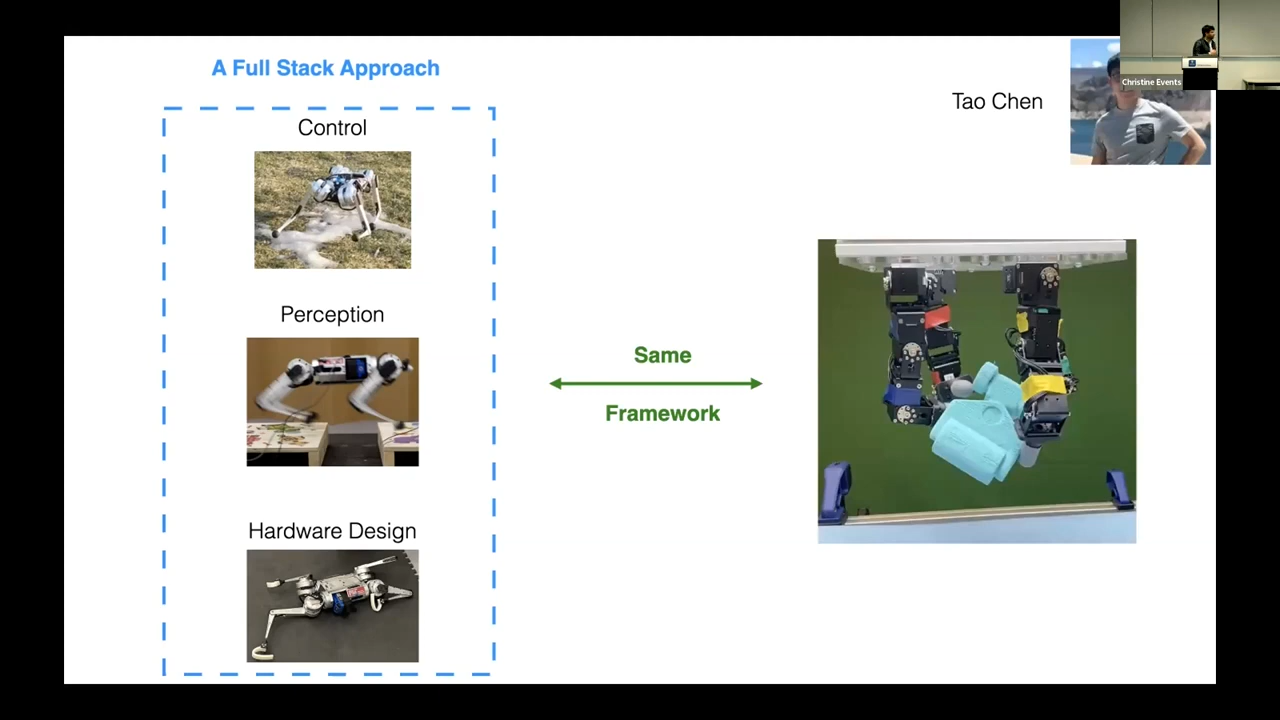 A Full Stack Approach
Control
Perception
Hardware Design
Same
Framework
Tao Chen
Christine Events